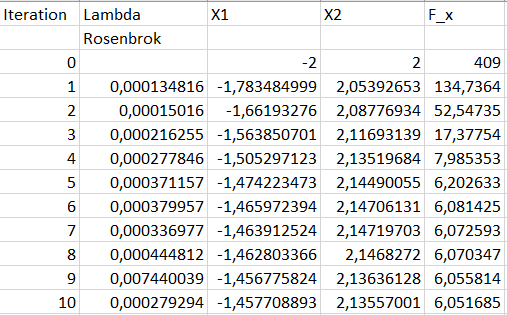 Iteration Lambda X1 X2 F_x
Rosenbrok
0 -2 2 409
1 0,000134816 -1,783484999 2,05392653 134,7364
2 0,00015016 -1,66193276 2,08776934 52,54735
3 0,000216255 -1,563850701 2,11693139 17,37754
4 0,000277846 -1,505297123 2,13519684 7,985353
5 0,000371157 -1,474223473 2,14490055 6,202633
6 0,000379957 -1,465972394 2,14706131 6,081425
7 0,000336977 -1,463912524 2,14719703 6,072593
8 0,000444812 -1,462803366 2,1468272 6,070347
9 0,007440039 -1,456775824 2,13636128 6,055814
10 0,000279294 -1,457708893 2,13557001 6,051685